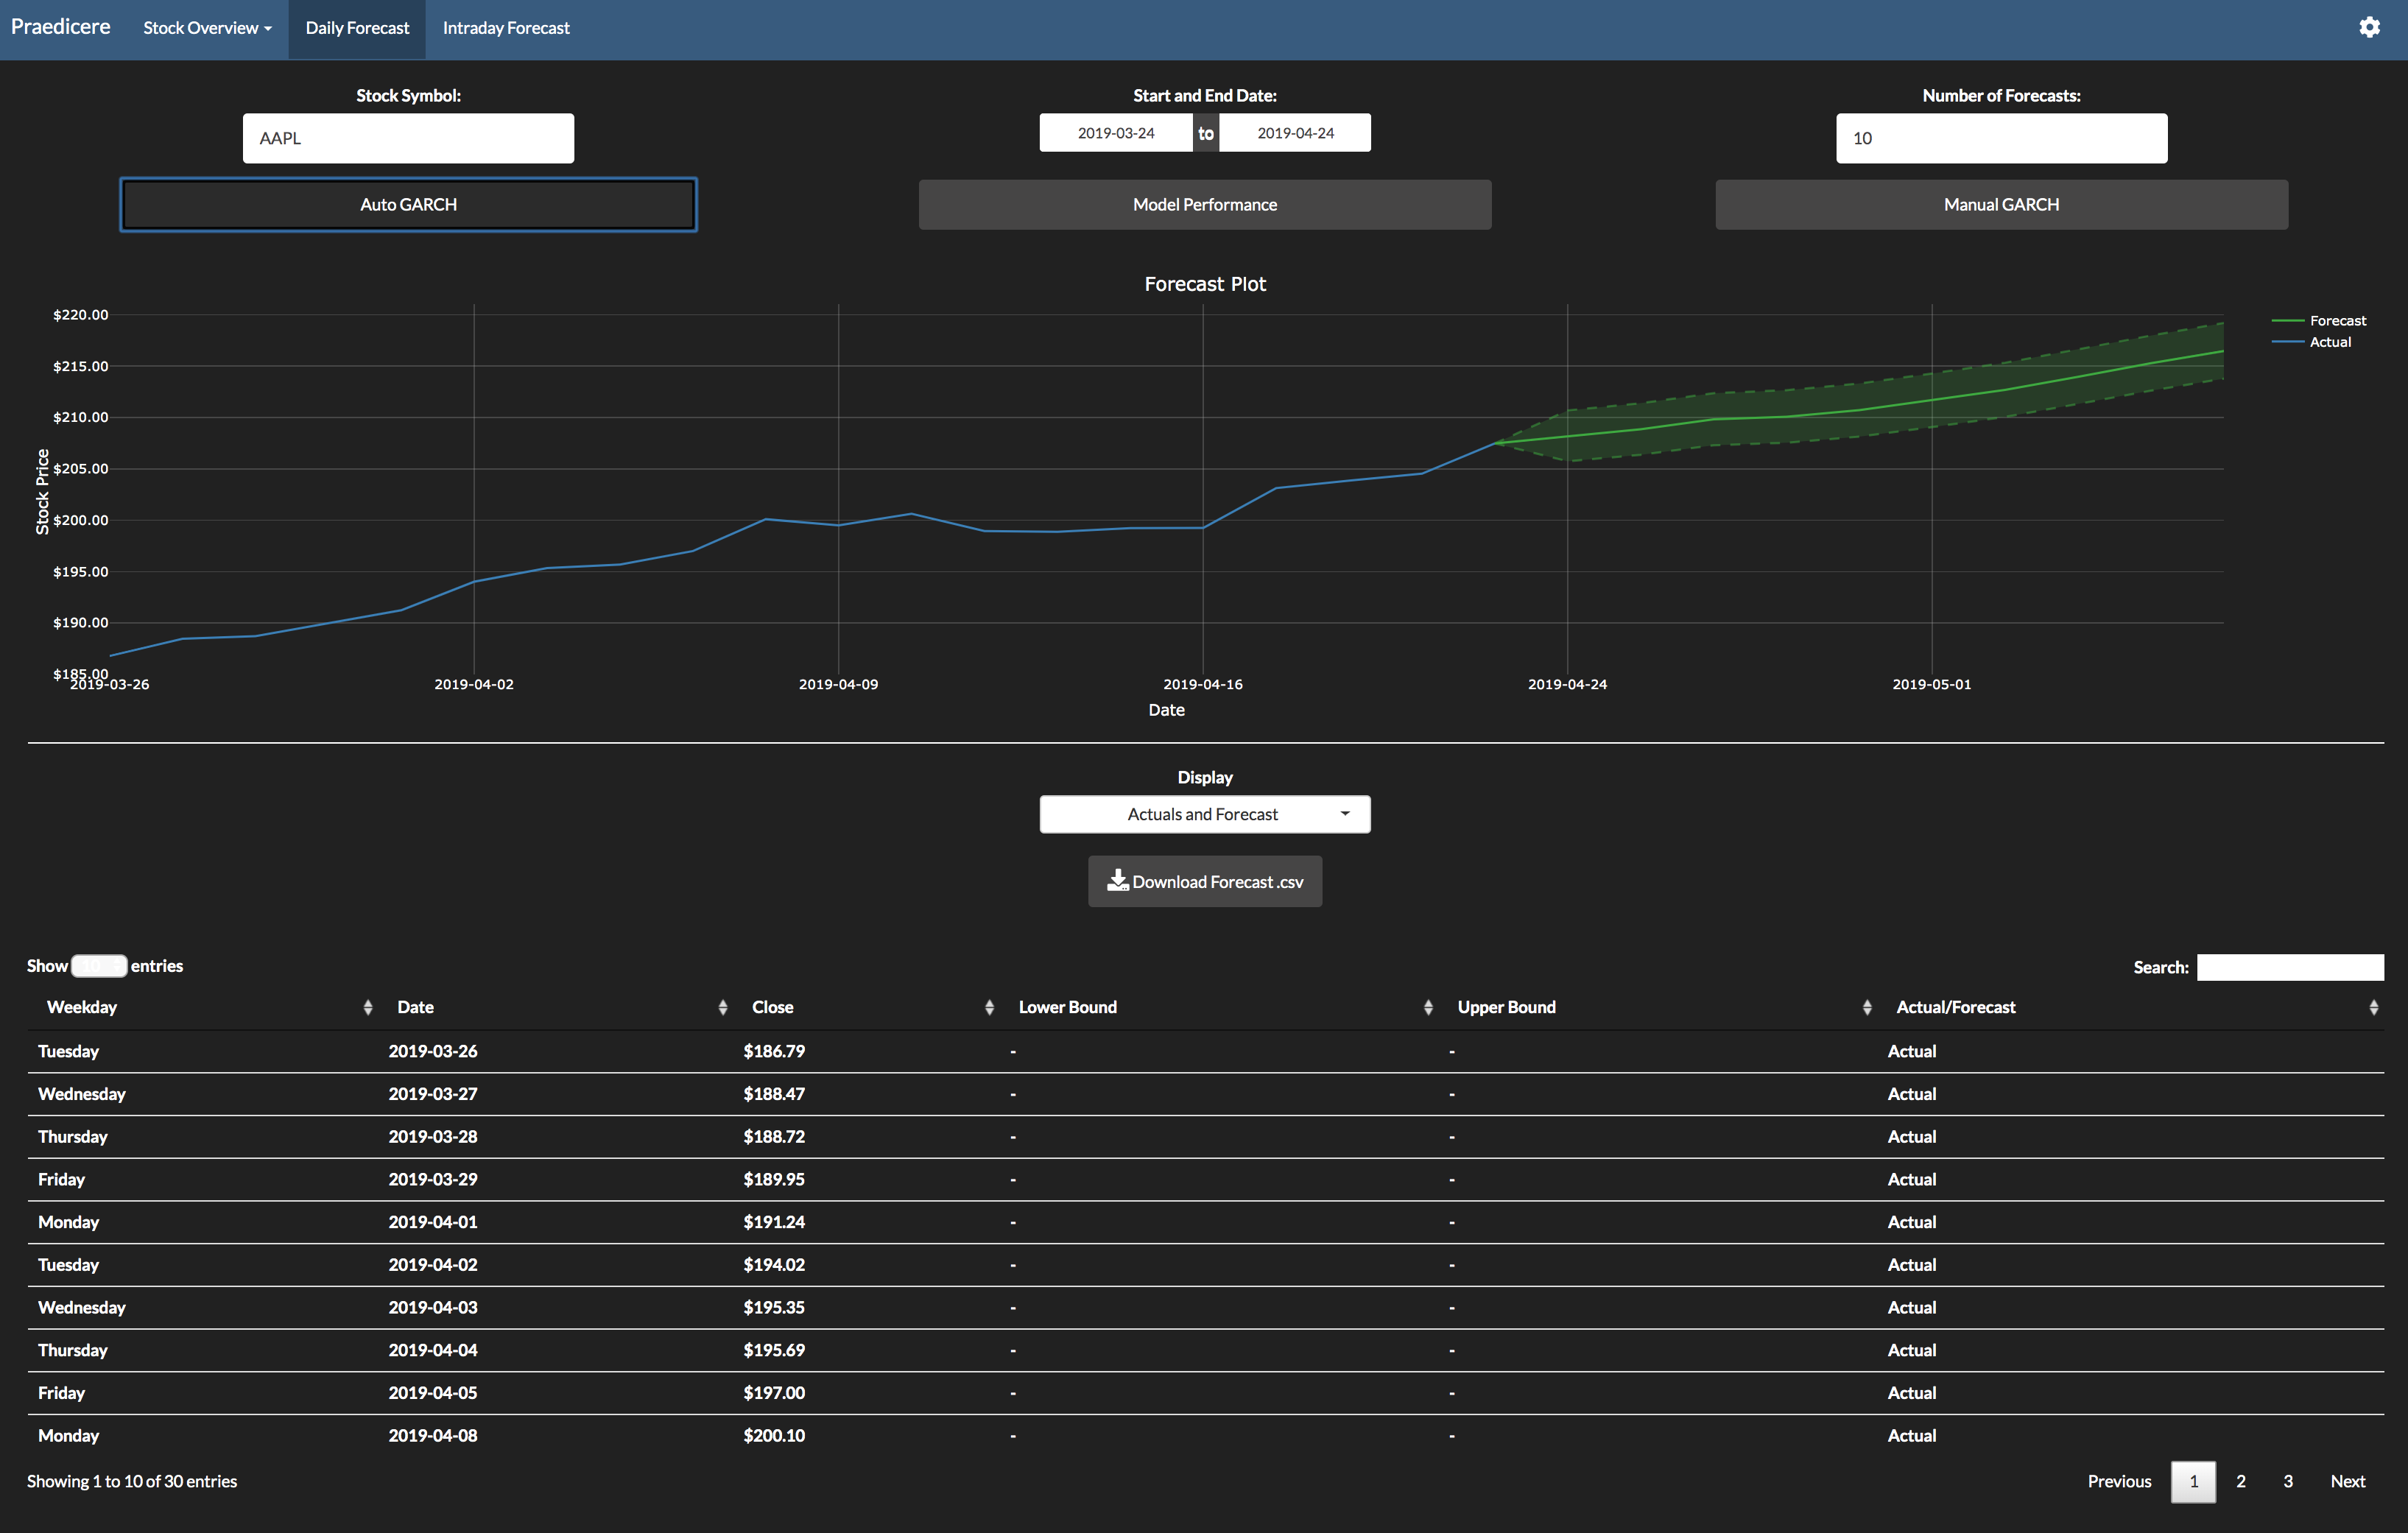 Praedicere Stock Overview Daily Forecast Intraday Forecast
Stock Symbol: Start and End Date: Number of Forecasts:
AAPL 2019-03-24 to 2019-04-24 10
Auto GARCH Model Performance Manual GARCH
Forecast Plot
$220.00
$215.00
$210.00
$205.00
$200.00
$195.00
$190.00
$185.00
Stock Price
Forecast
Actual
2019-03-26 2019-04-02 2019-04-09 2019-04-16 2019-04-24 2019-05-01
Date
Display
Actuals and Forecast
Download Forecast .csv
Show entries Search:
Weekday Date Close Lower Bound Upper Bound Actual/Forecast
Tuesday 2019-03-26 $186.79 - - Actual
Wednesday 2019-03-27 $188.47 - - Actual
Thursday 2019-03-28 $188.72 - - Actual
Friday 2019-03-29 $189.95 - - Actual
Monday 2019-04-01 $191.24 - - Actual
Tuesday 2019-04-02 $194.02 - - Actual
Wednesday 2019-04-03 $195.35 - - Actual
Thursday 2019-04-04 $195.69 - - Actual
Friday 2019-04-05 $197.00 - - Actual
Monday 2019-04-08 $200.10 - - Actual
Showing 1 to 10 of 30 entries Previous 1 2 3 Next